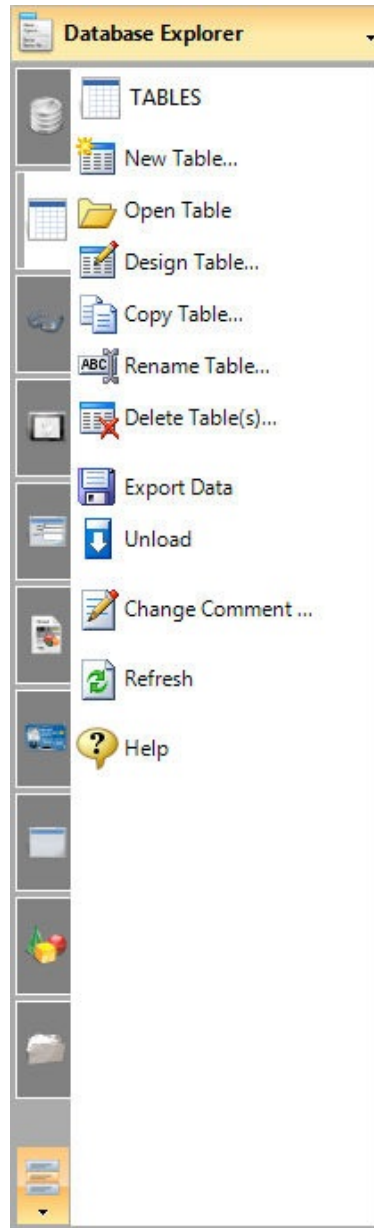 Database Explorer
TABLES
New Table...
Open Table
Design Table...
Copy Table...
ABC
Rename Table...
Delete Table(s)...
Export Data
Unload
Change Comment ...
Refresh
Help